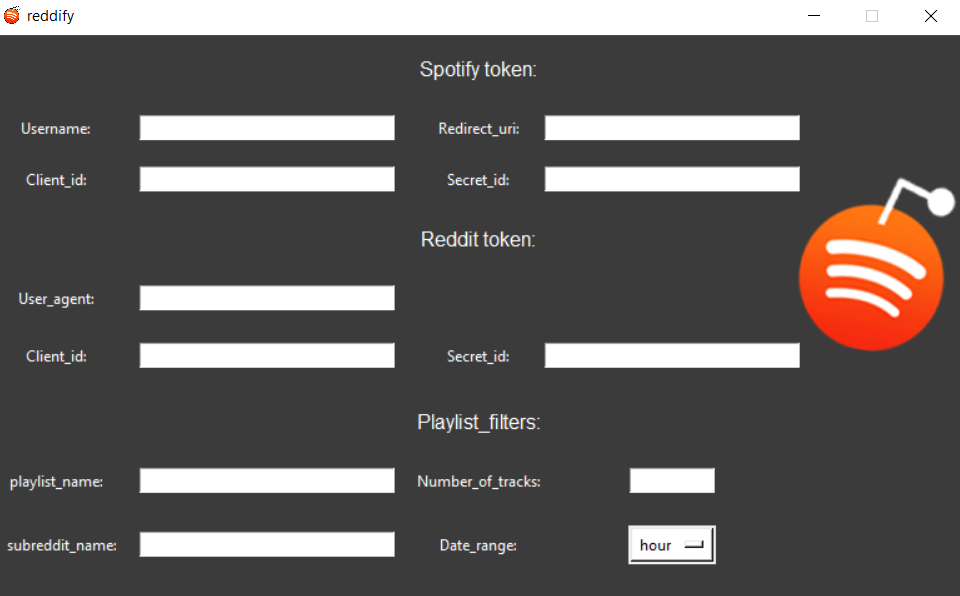 reddify
Spotify token:
Username: Redirect_uri:
Client_id: Secret_id:
Reddit token:
User_agent:
Client_id: Secret_id:
Playlist_filters:
playlist_name: Number_of_tracks:
subreddit_name: Date_range: hour